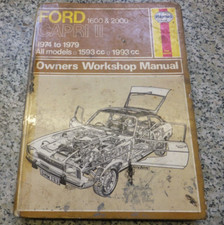 FORD 1600 & 2000
CAPRI II
1974 to 1979
All models 1593 cc 1993 cc
Owners Workshop Manual